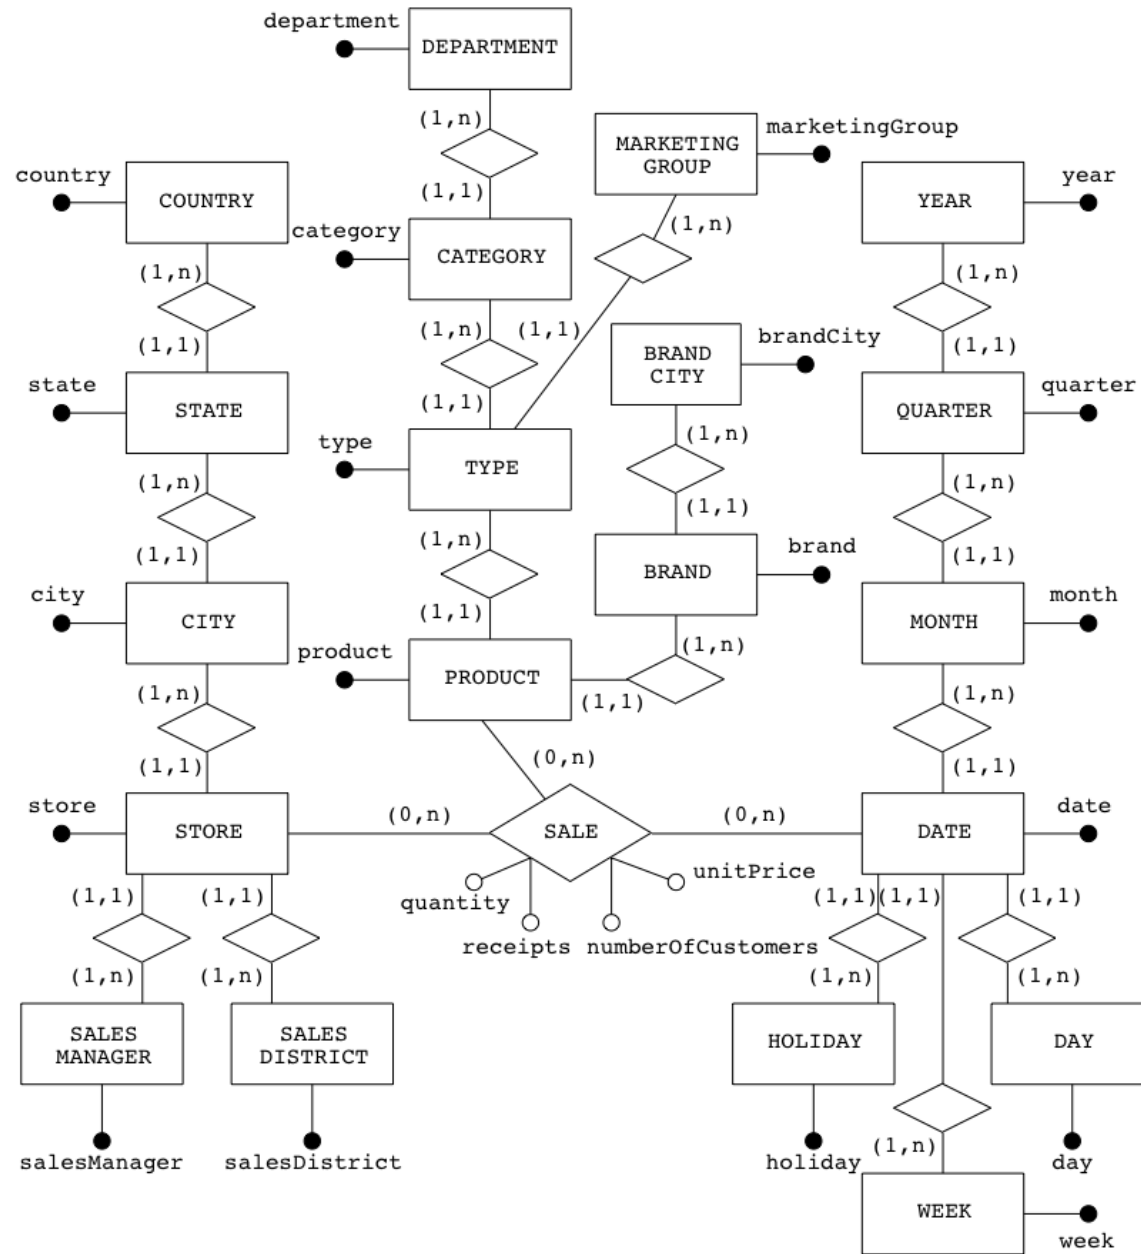 department
DEPARTMENT
(1,n)
(1,1)
MARKETING
GROUP
marketingGroup
(1,n)
(1,1)
country
COUNTRY
(1,n)
(1,1)
category
CATEGORY
(1,n)
(1,1)
year
YEAR
(1,n)
(1,1)
state
STATE
(1,n)
(1,1)
BRAND
CITY
brandCity
(1,n)
(1,1)
quarter
QUARTER
(1,n)
(1,1)
type
TYPE
(1,n)
(1,1)
brand
BRAND
(1,n)
(1,1)
city
CITY
(1,n)
(1,1)
month
MONTH
(1,n)
(1,1)
product
PRODUCT
(0,n)
store
STORE
(0,n)
SALE
(0,n)
date
DATE
quantity
receipts
numberOfCustomers
unitPrice
(1,1)
(1,1)
(1,n)
(1,n)
SALES
MANAGER
SALES
DISTRICT
salesManager
salesDistrict
(1,1)
(1,1)
(1,1)
(1,n)
(1,n)
HOLIDAY
DAY
holiday
day
(1,n)
WEEK
week